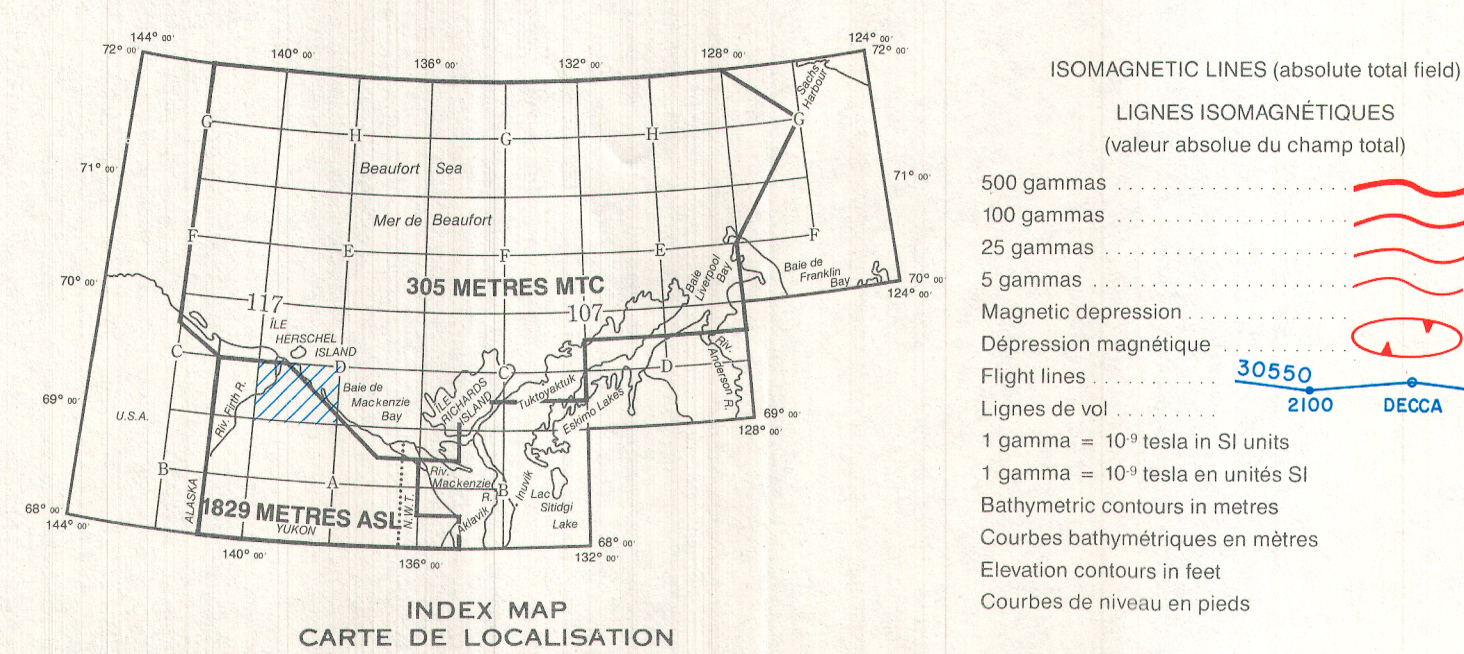 144° 00'
72° 00'
140° 00'
136° 00'
132° 00'
128° 00'
124° 00'
72° 00'
Sachs
Harbour
G
H
G
H
G
71° 00'
Beaufort Sea
71° 00'
Mer de Beaufort
F
E
F
E
F
70° 00'
305 METRES MTC
Baie
Liverpool
Bay
Baie de
Franklin
Bay
70° 00'
124° 00'
117
107
ÎLE
HERSCHEL
ISLAND
C
D
C
D
Riv.
Anderson R.
Baie de
Mackenzie
Bay
ÎLE
RICHARDS
ISLAND
Tuktoyaktuk
Eskimo Lakes
69° 00'
U.S.A.
Riv. Firth R.
69° 00'
128° 00'
B
A
B
Riv.
Mackenzie
R.
Inuvik
Lac
Sitidgi
Lake
ALASKA
1829 METRES ASL
YUKON
N.W.T.
Aklavik
68° 00'
144° 00'
140° 00'
136° 00'
68° 00'
132° 00'
INDEX MAP
CARTE DE LOCALISATION
ISOMAGNETIC LINES (absolute total field)
LIGNES ISOMAGNÉTIQUES
(valeur absolue du champ total)
500 gammas
100 gammas
25 gammas
5 gammas
Magnetic depression
Dépression magnétique
Flight lines
30550
Lignes de vol
2100 DECCA
1 gamma = 10-9 tesla in SI units
1 gamma = 10-9 tesla en unités SI
Bathymetric contours in metres
Courbes bathymétriques en mètres
Elevation contours in feet
Courbes de niveau en pieds